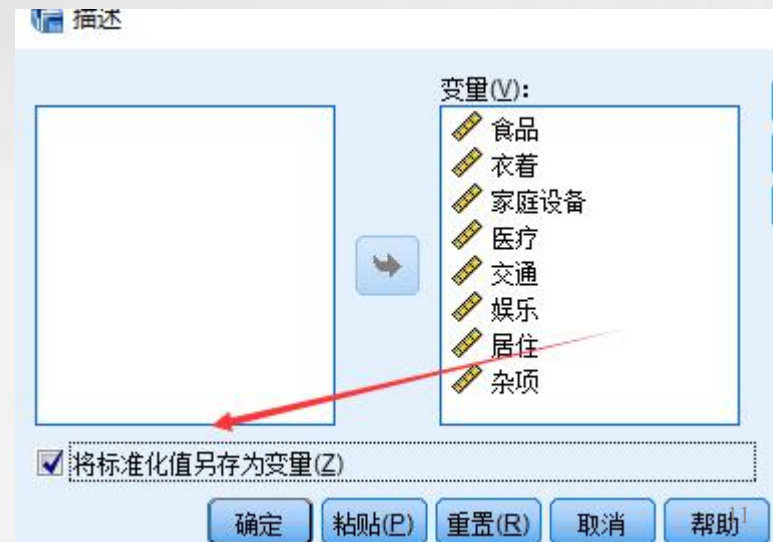 描述
变量(V):
食品
衣着
家庭设备
医疗
交通
娱乐
居住
杂项
将标准化值另存为变量(Z)
确定 粘贴(P) 重置(R) 取消 帮助 11